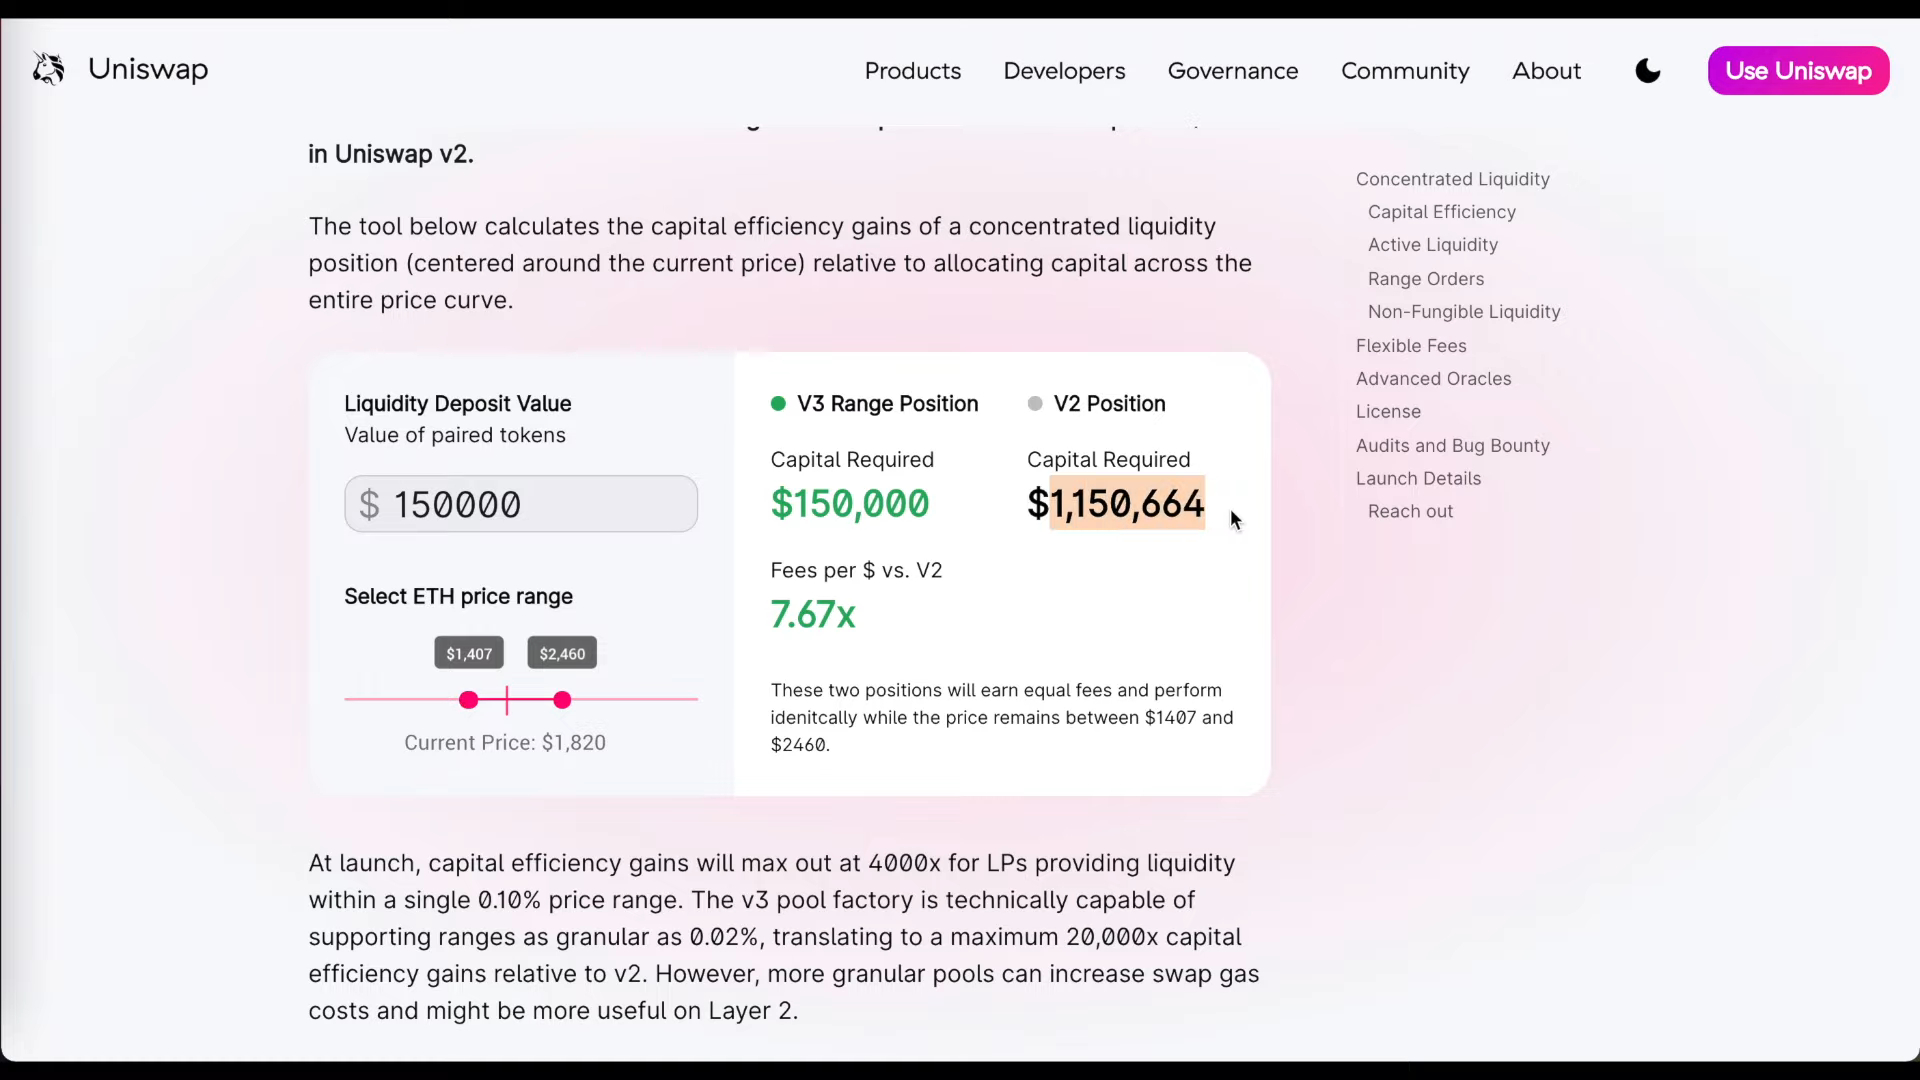 Uniswap
Products
Developers
Governance
Community
About
Use Uniswap
in Uniswap v2.
The tool below calculates the capital efficiency gains of a concentrated liquidity
position (centered around the current price) relative to allocating capital across the
entire price curve.
Liquidity Deposit Value
Value of paired tokens
$ 150000
Select ETH price range
$1,407
$2,460
Current Price: $1,820
V3 Range Position
Capital Required
$150,000
Fees per $ vs. V2
7.67x
V2 Position
Capital Required
$1,150,664
These two positions will earn equal fees and perform
idenitcally while the price remains between $1407 and
$2460.
At launch, capital efficiency gains will max out at 4000x for LPs providing liquidity
within a single 0.10% price range. The v3 pool factory is technically capable of
supporting ranges as granular as 0.02%, translating to a maximum 20,000x capital
efficiency gains relative to v2. However, more granular pools can increase swap gas
costs and might be more useful on Layer 2.
Concentrated Liquidity
Capital Efficiency
Active Liquidity
Range Orders
Non-Fungible Liquidity
Flexible Fees
Advanced Oracles
License
Audits and Bug Bounty
Launch Details
Reach out